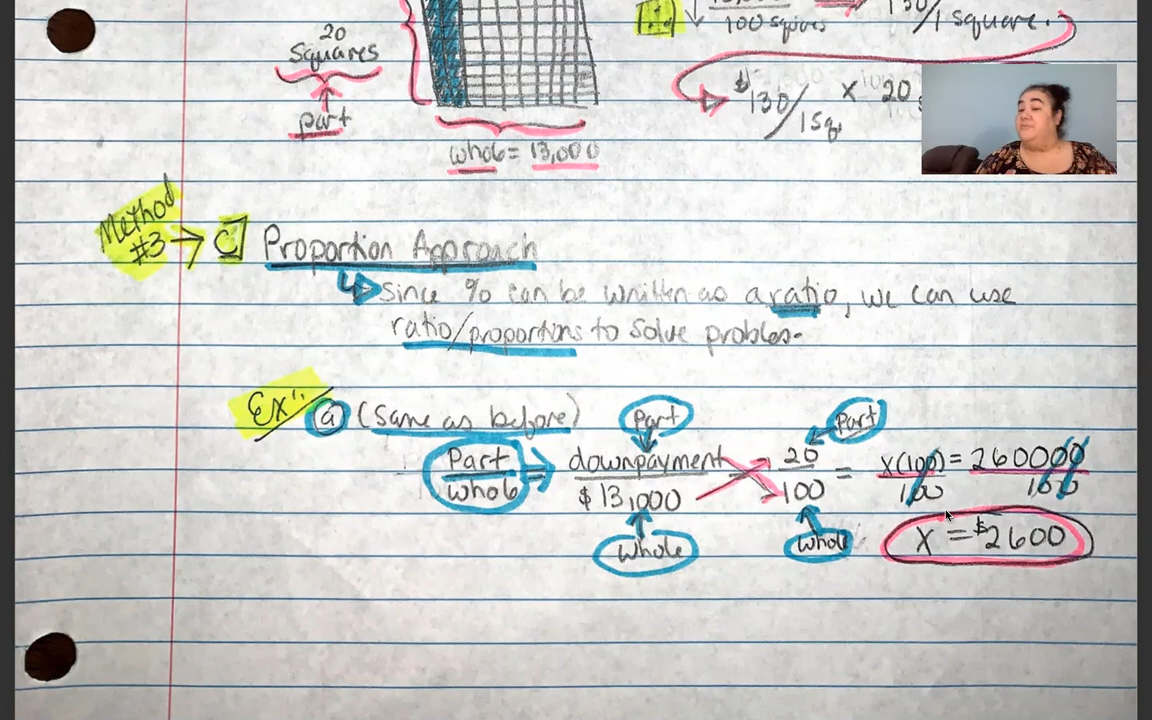 100 squares
1 square.
20
squares
part
whole = 13,000
$130/1sq. x 20
Method
#3 → C) Proportion Approach
Since % can be written as a ratio, we can use
ratio/proportions to solve probles.
Ex: a (same as before)
Part
Part
Part
whole
=
downpayment
$13,000
20
100
=
x(100) = 260000
100
100
whole
whole
x = $2600